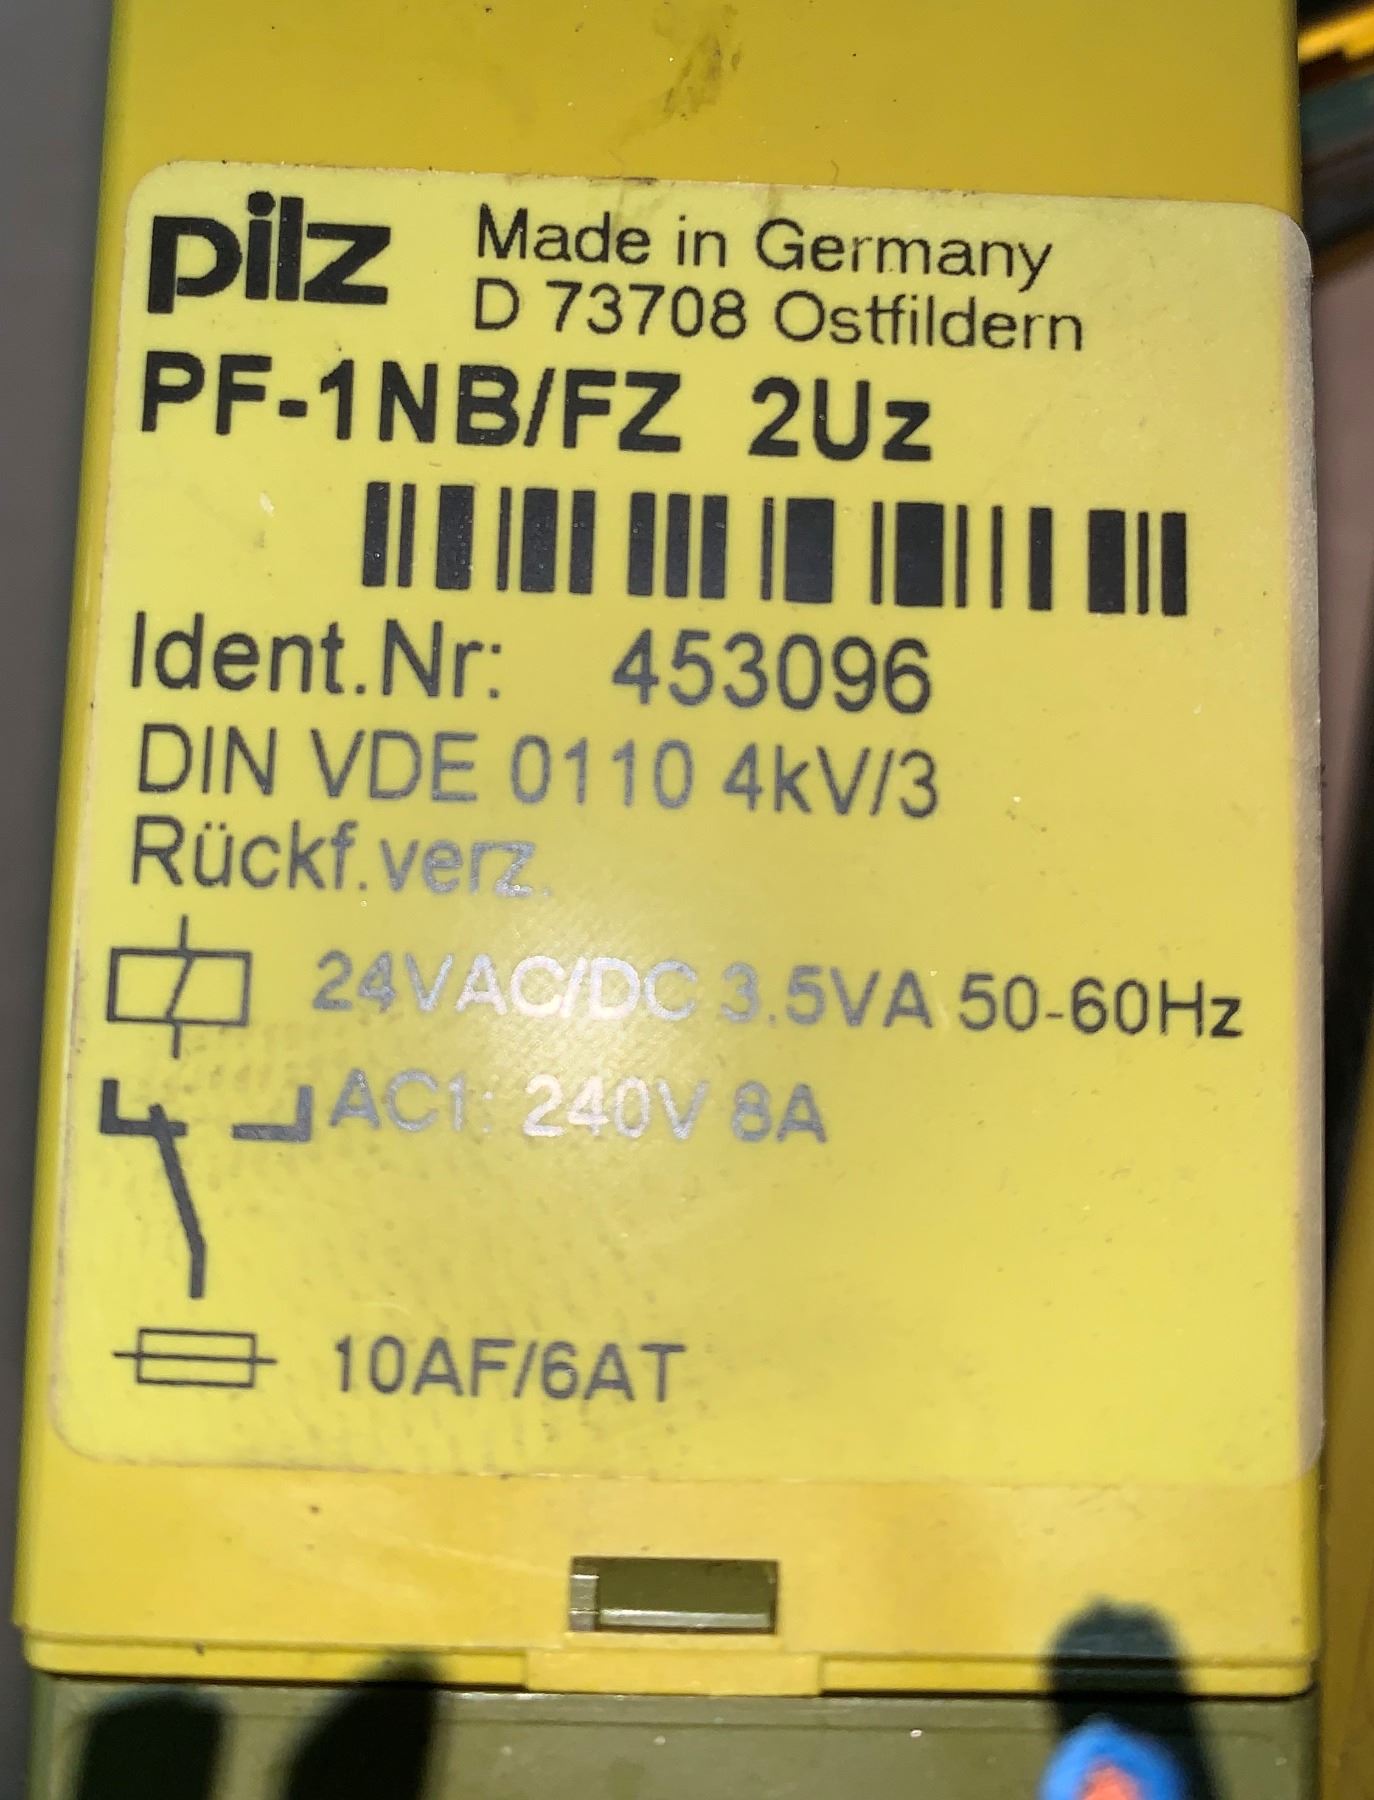 pilz
Made in Germany
D 73708 Ostfildern
PF-1NB/FZ 2Uz
Ident.Nr: 453096
DIN VDE 0110 4kV/3
Rückf.verz.
24VAC/DC 3.5VA 50-60Hz
AC1: 240V 8A
10AF/6AT